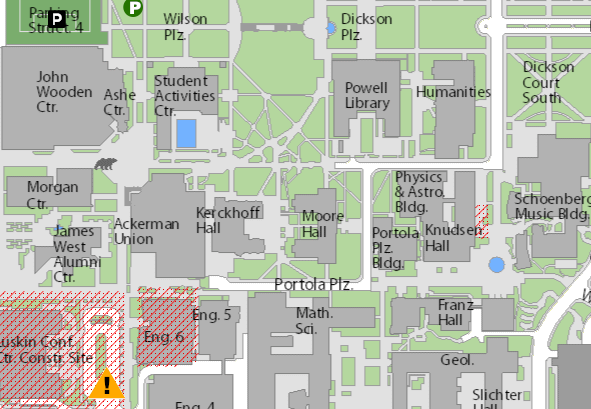 Parking
Struct. 4
P
P
Wilson
Plz.
Dickson
Plz.
John
Wooden
Ctr.
Ashe
Ctr.
Student
Activities
Ctr.
Powell
Library
Humanities
Dickson
Court
South
Morgan
Ctr.
James
West
Alumni
Ctr.
Ackerman
Union
Kerckhoff
Hall
Moore
Hall
Physics
& Astro.
Bldg.
Portola
Plz.
Bldg.
Knudsen
Hall
Schoenberg
Music Bldg.
Portola Plz.
Luskin Conf.
Ctr. Constr. Site
!
Eng. 6
Eng. 5
Math.
Sci.
Franz
Hall
Geol.
Eng. 4
Slichter
Hall